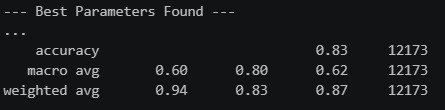 --- Best Parameters Found ---
...
accuracy 0.83 12173
macro avg 0.60 0.80 0.62 12173
weighted avg 0.94 0.83 0.87 12173